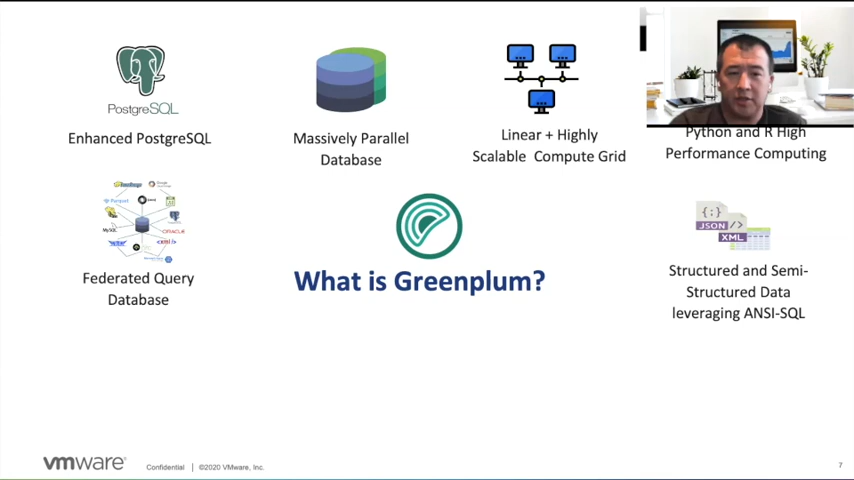 PostgreSQL
Enhanced PostgreSQL
Massively Parallel
Database
Linear + Highly
Scalable Compute Grid
Python and R High
Performance Computing
MySQL
ORACLE
Federated Query
Database
What is Greenplum?
{:}
JSON
</>
XML
Structured and Semi-
Structured Data
leveraging ANSI-SQL
vmware
Confidential | ©2020 VMware, Inc.
7